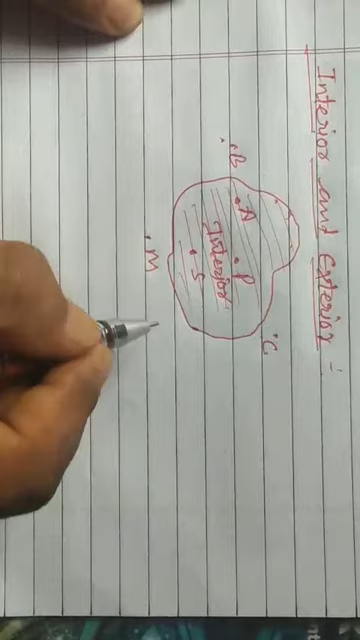 Interior and Exterior :-
.B
.A
.P
.C
Interior
.S
.M